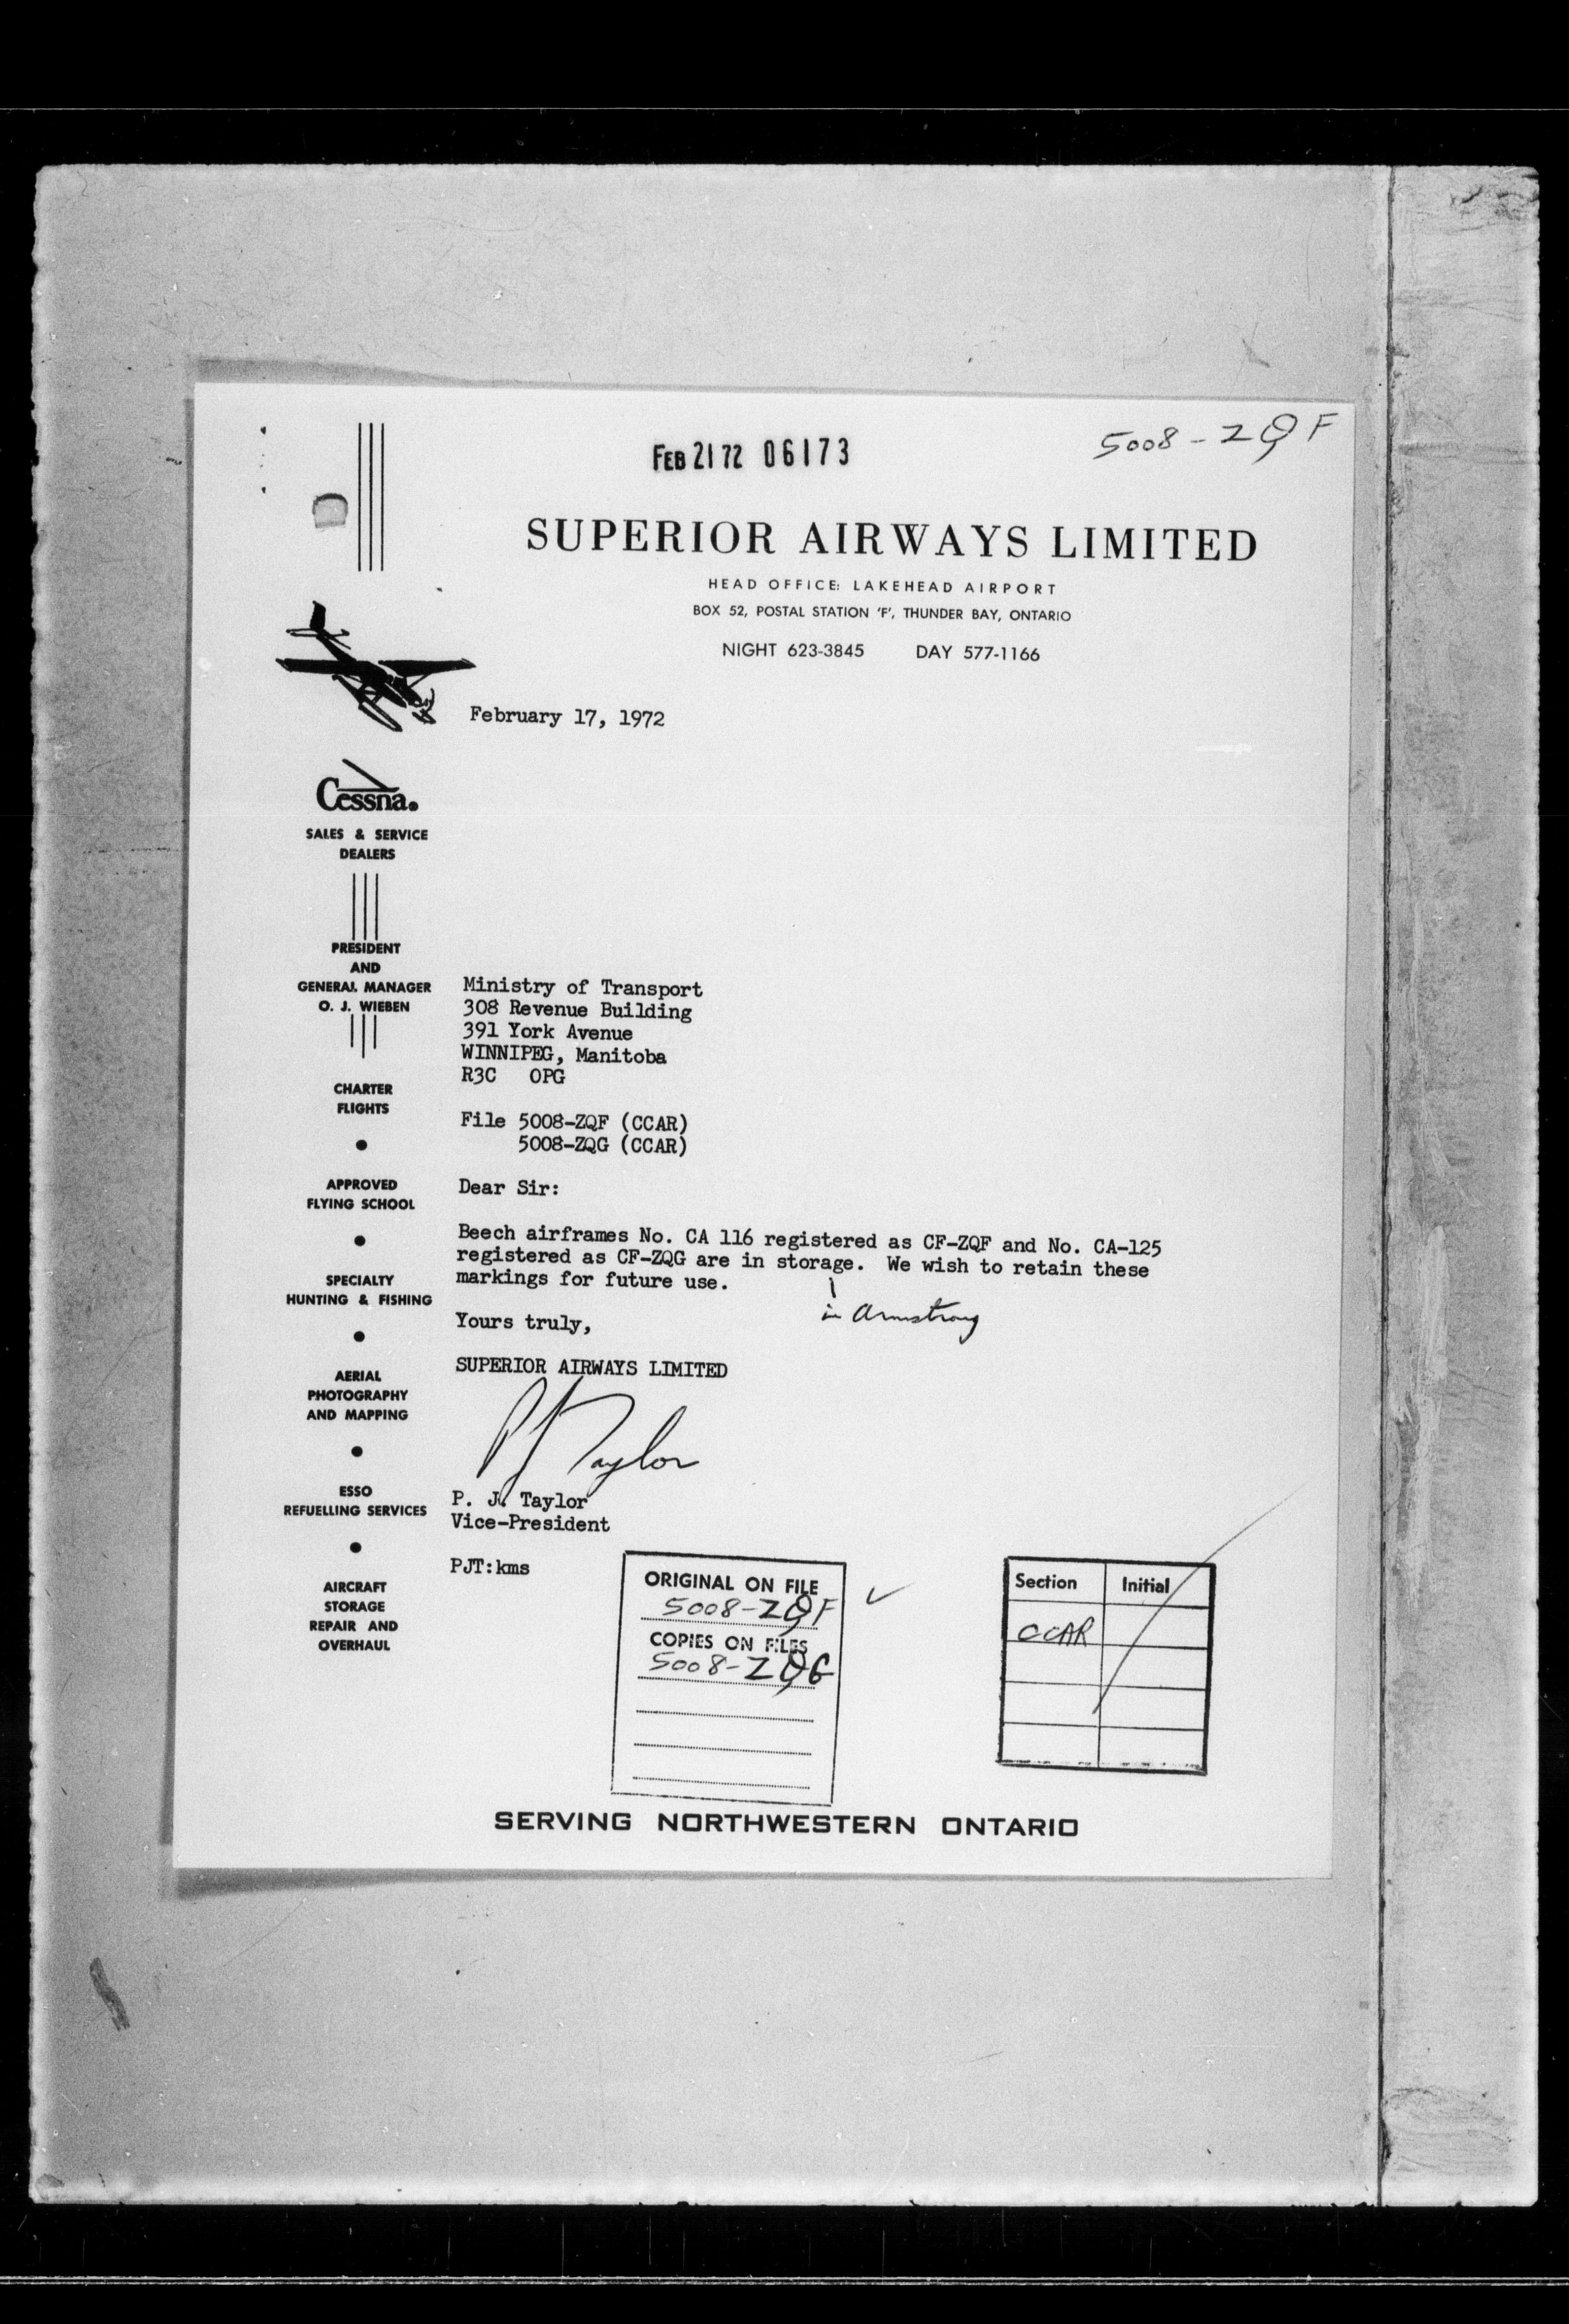 FEB 21 72 06173
5008-ZQF
SUPERIOR AIRWAYS LIMITED
HEAD OFFICE: LAKEHEAD AIRPORT
BOX 52, POSTAL STATION 'F', THUNDER BAY, ONTARIO
NIGHT 623-3845 DAY 577-1166
February 17, 1972
Cessna.
SALES & SERVICE
DEALERS
PRESIDENT
AND
GENERAL MANAGER
O. J. WIEBEN
CHARTER
FLIGHTS
APPROVED
FLYING SCHOOL
SPECIALTY
HUNTING & FISHING
AERIAL
PHOTOGRAPHY
AND MAPPING
ESSO
REFUELLING SERVICES
AIRCRAFT
STORAGE
REPAIR AND
OVERHAUL
Ministry of Transport
308 Revenue Building
391 York Avenue
WINNIPEG, Manitoba
R3C OPG
File 5008-ZQF (CCAR)
5008-ZQG (CCAR)
Dear Sir:
Beech airframes No. CA 116 registered as CF-ZQF and No. CA-125
registered as CF-ZQG are in storage. We wish to retain these
markings for future use.
in Armstrong
Yours truly,
SUPERIOR AIRWAYS LIMITED
PJ Taylor
P. J. Taylor
Vice-President
PJT:kms
ORIGINAL ON FILE
5008-ZQF
COPIES ON FILES
5008-ZQG
Section Initial
CCAR
SERVING NORTHWESTERN ONTARIO